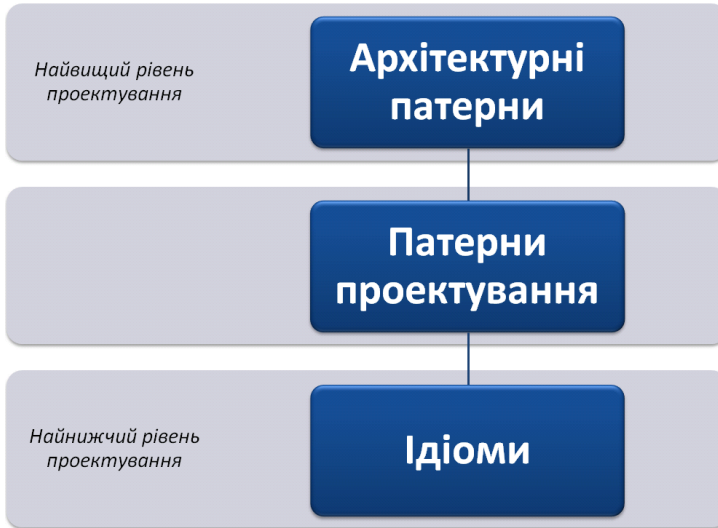 Найвищий рівень
проектування
Архітектурні
патерни
Патерни
проектування
Найнижчий рівень
проектування
Ідіоми